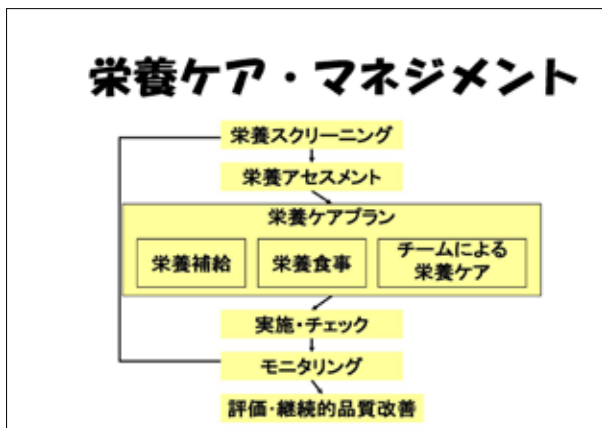 栄養ケア・マネジメント
栄養スクリーニング
栄養アセスメント
栄養ケアプラン
栄養補給
栄養食事
チームによる
栄養ケア
実施・チェック
モニタリング
評価・継続的品質改善